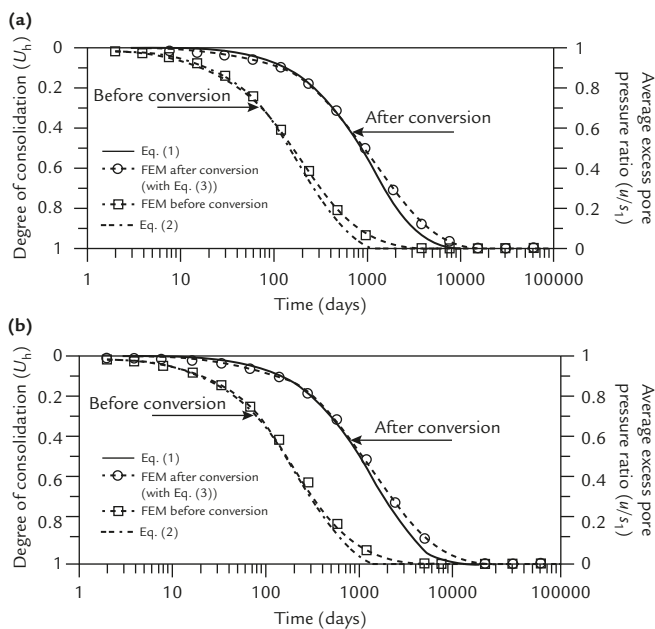 (a)
Degree of consolidation (Uh)
0
0.2
0.4
0.6
0.8
1
Before conversion
After conversion
Eq. (1)
FEM after conversion
(with Eq. (3))
FEM before conversion
Eq. (2)
1
0.8
0.6
0.4
0.2
0
Average excess pore
pressure ratio (u/s1)
1 10 100 1000 10000 100000
Time (days)
(b)
Degree of consolidation (Uh)
0
0.2
0.4
0.6
0.8
1
Before conversion
After conversion
Eq. (1)
FEM after conversion
(with Eq. (3))
FEM before conversion
Eq. (2)
1
0.8
0.6
0.4
0.2
0
Average excess pore
pressure ratio (u/s1)
1 10 100 1000 10000 100000
Time (days)